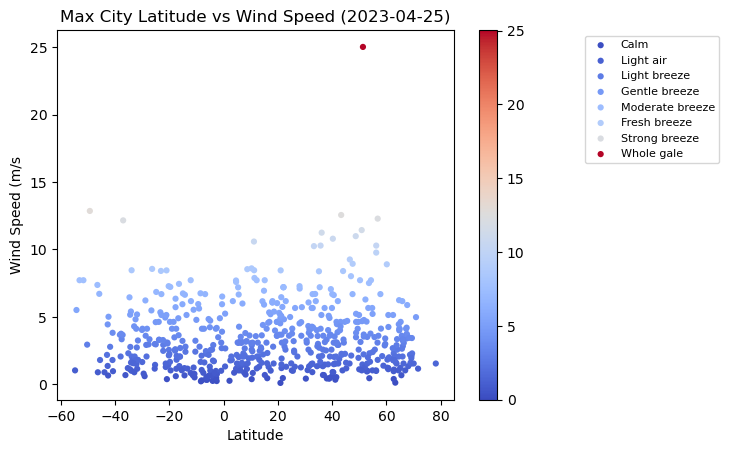 Max City Latitude vs Wind Speed (2023-04-25)
Wind Speed (m/s
25
20
15
10
5
0
−60 −40 −20 0 20 40 60 80
Latitude
25
20
15
10
5
0
Calm
Light air
Light breeze
Gentle breeze
Moderate breeze
Fresh breeze
Strong breeze
Whole gale